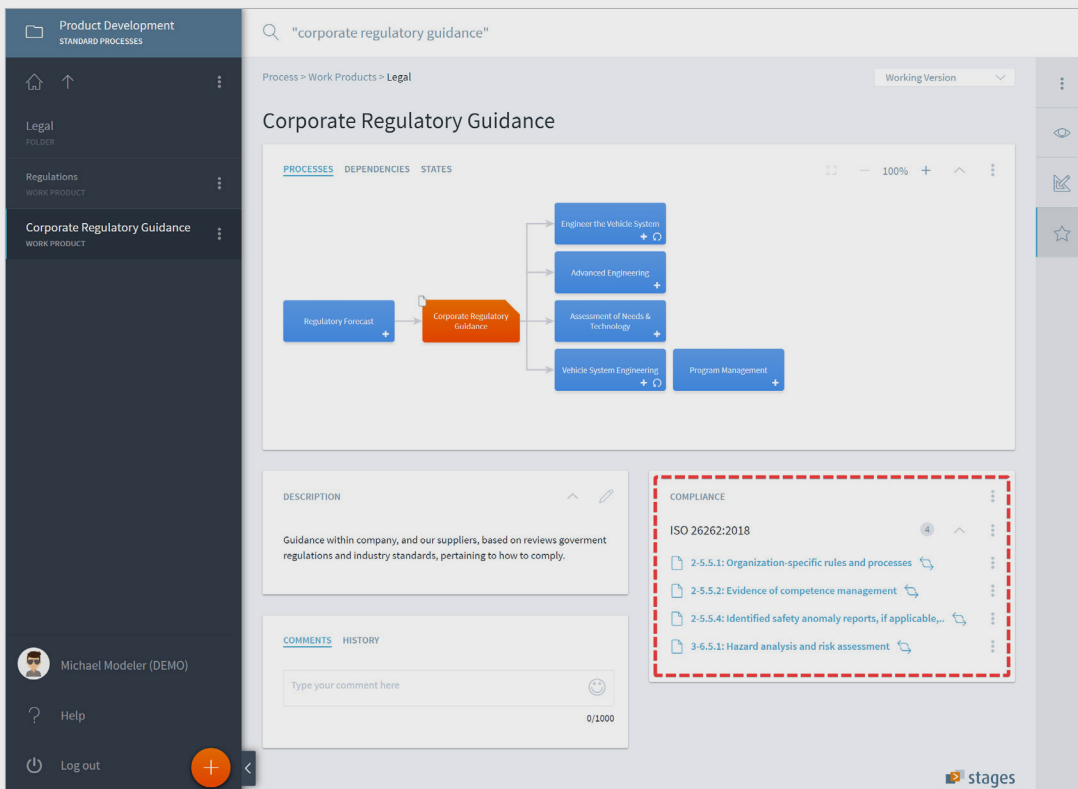 Product Development
STANDARD PROCESSES
"corporate regulatory guidance"
Process > Work Products > Legal
Working Version
Legal
FOLDER
Corporate Regulatory Guidance
Regulations
WORK PRODUCT
PROCESSES DEPENDENCIES STATES
100%
Corporate Regulatory Guidance
WORK PRODUCT
Engineer the Vehicle System
Advanced Engineering
Regulatory Forecast
Corporate Regulatory
Guidance
Assessment of Needs &
Technology
Vehicle System Engineering
Program Management
DESCRIPTION
Guidance within company, and our suppliers, based on reviews goverment
regulations and industry standards, pertaining to how to comply.
COMPLIANCE
ISO 26262:2018
4
2-5.5.1: Organization-specific rules and processes
2-5.5.2: Evidence of competence management
2-5.5.4: Identified safety anomaly reports, if applicable,..
3-6.5.1: Hazard analysis and risk assessment
COMMENTS HISTORY
Type your comment here
0/1000
Michael Modeler (DEMO)
Help
Log out
stages